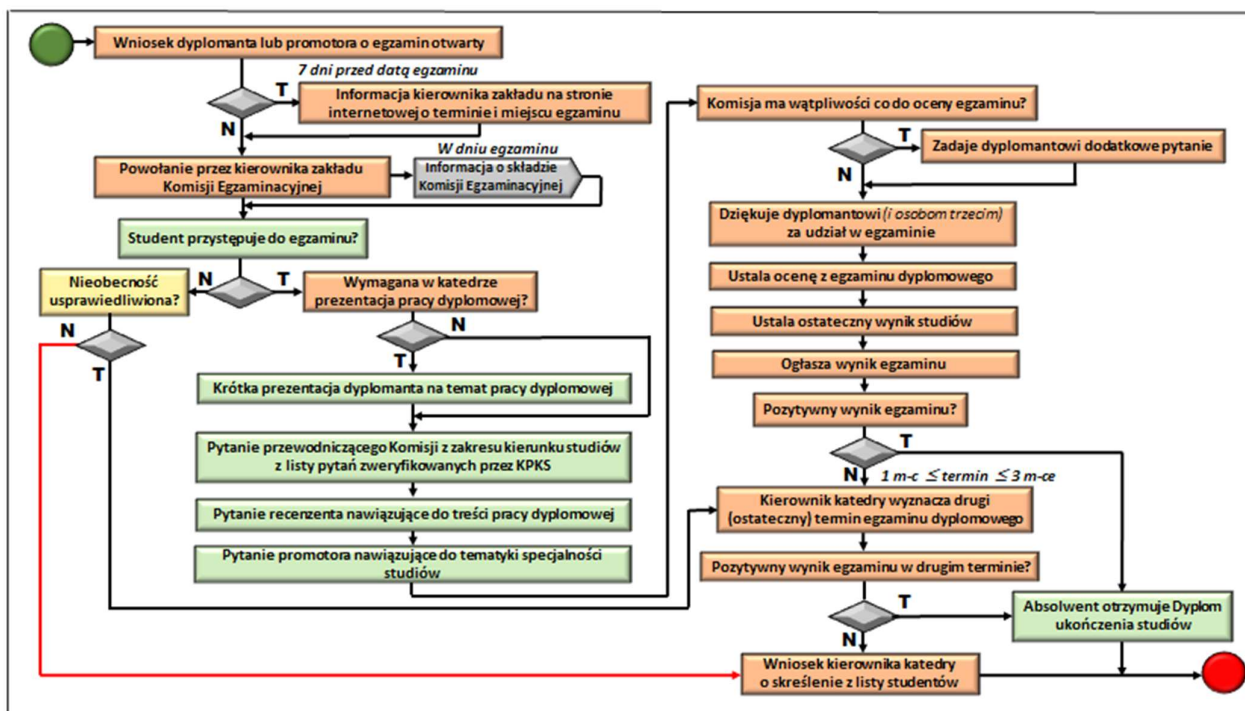 Wniosek dyplomanta lub promotora o egzamin otwarty
7 dni przed datą egzaminu
T
Informacja kierownika zakładu na stronie
internetowej o terminie i miejscu egzaminu
N
W dniu egzaminu
Powołanie przez kierownika zakładu
Komisji Egzaminacyjnej
Informacja o składzie
Komisji Egzaminacyjnej
Student przystępuje do egzaminu?
N
T
Nieobecność
usprawiedliwiona?
Wymagana w katedrze
prezentacja pracy dyplomowej?
N
T
N
T
Krótka prezentacja dyplomanta na temat pracy dyplomowej
Pytanie przewodniczącego Komisji z zakresu kierunku studiów
z listy pytań zweryfikowanych przez KPKS
Pytanie recenzenta nawiązujące do treści pracy dyplomowej
Pytanie promotora nawiązujące do tematyki specjalności
studiów
Komisja ma wątpliwości co do oceny egzaminu?
T
Zadaje dyplomantowi dodatkowe pytanie
N
Dziękuje dyplomantowi (i osobom trzecim)
za udział w egzaminie
Ustala ocenę z egzaminu dyplomowego
Ustala ostateczny wynik studiów
Ogłasza wynik egzaminu
Pozytywny wynik egzaminu?
T
N
1 m-c ≤ termin ≤ 3 m-ce
Kierownik katedry wyznacza drugi
(ostateczny) termin egzaminu dyplomowego
Pozytywny wynik egzaminu w drugim terminie?
T
N
Absolwent otrzymuje Dyplom
ukończenia studiów
Wniosek kierownika katedry
o skreślenie z listy studentów